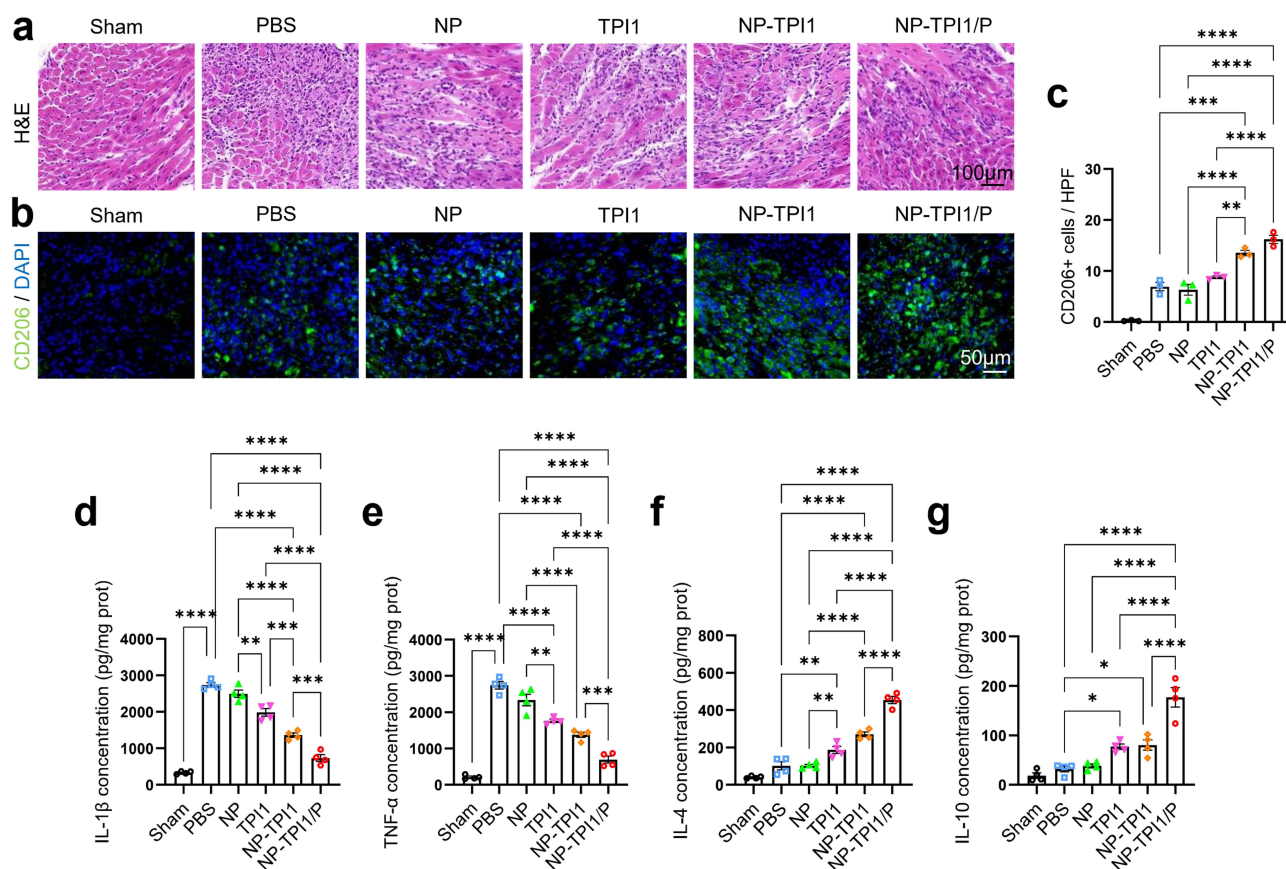 a
Sham PBS NP TPI1 NP-TPI1 NP-TPI1/P
H&E
100μm
b
Sham PBS NP TPI1 NP-TPI1 NP-TPI1/P
CD206 / DAPI
50μm
c
****
****
***
****
****
**
CD206+ cells / HPF
30
20
10
0
Sham PBS NP TPI1 NP-TPI1 NP-TPI1/P
d
****
****
****
****
****
***
**** ** ***
IL-1β concentration (pg/mg prot)
4000
3000
2000
1000
0
Sham PBS NP TPI1 NP-TPI1 NP-TPI1/P
e
****
****
****
****
****
****
**** ** ***
TNF-α concentration (pg/mg prot)
4000
3000
2000
1000
0
Sham PBS NP TPI1 NP-TPI1 NP-TPI1/P
f
****
****
****
****
****
** ****
**
IL-4 concentration (pg/mg prot)
800
600
400
200
0
Sham PBS NP TPI1 NP-TPI1 NP-TPI1/P
g
****
****
****
* ****
*
IL-10 concentration (pg/mg prot)
300
200
100
0
Sham PBS NP TPI1 NP-TPI1 NP-TPI1/P